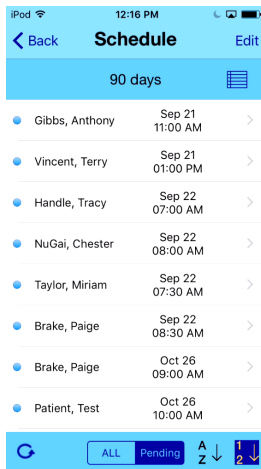 iPod 12:16 PM
Back Schedule Edit
90 days
Gibbs, Anthony Sep 21
11:00 AM
Vincent, Terry Sep 21
01:00 PM
Handle, Tracy Sep 22
07:00 AM
NuGai, Chester Sep 22
08:00 AM
Taylor, Miriam Sep 22
07:30 AM
Brake, Paige Sep 22
08:30 AM
Brake, Paige Oct 26
09:00 AM
Patient, Test Oct 26
10:00 AM
ALL Pending A
Z 1
2